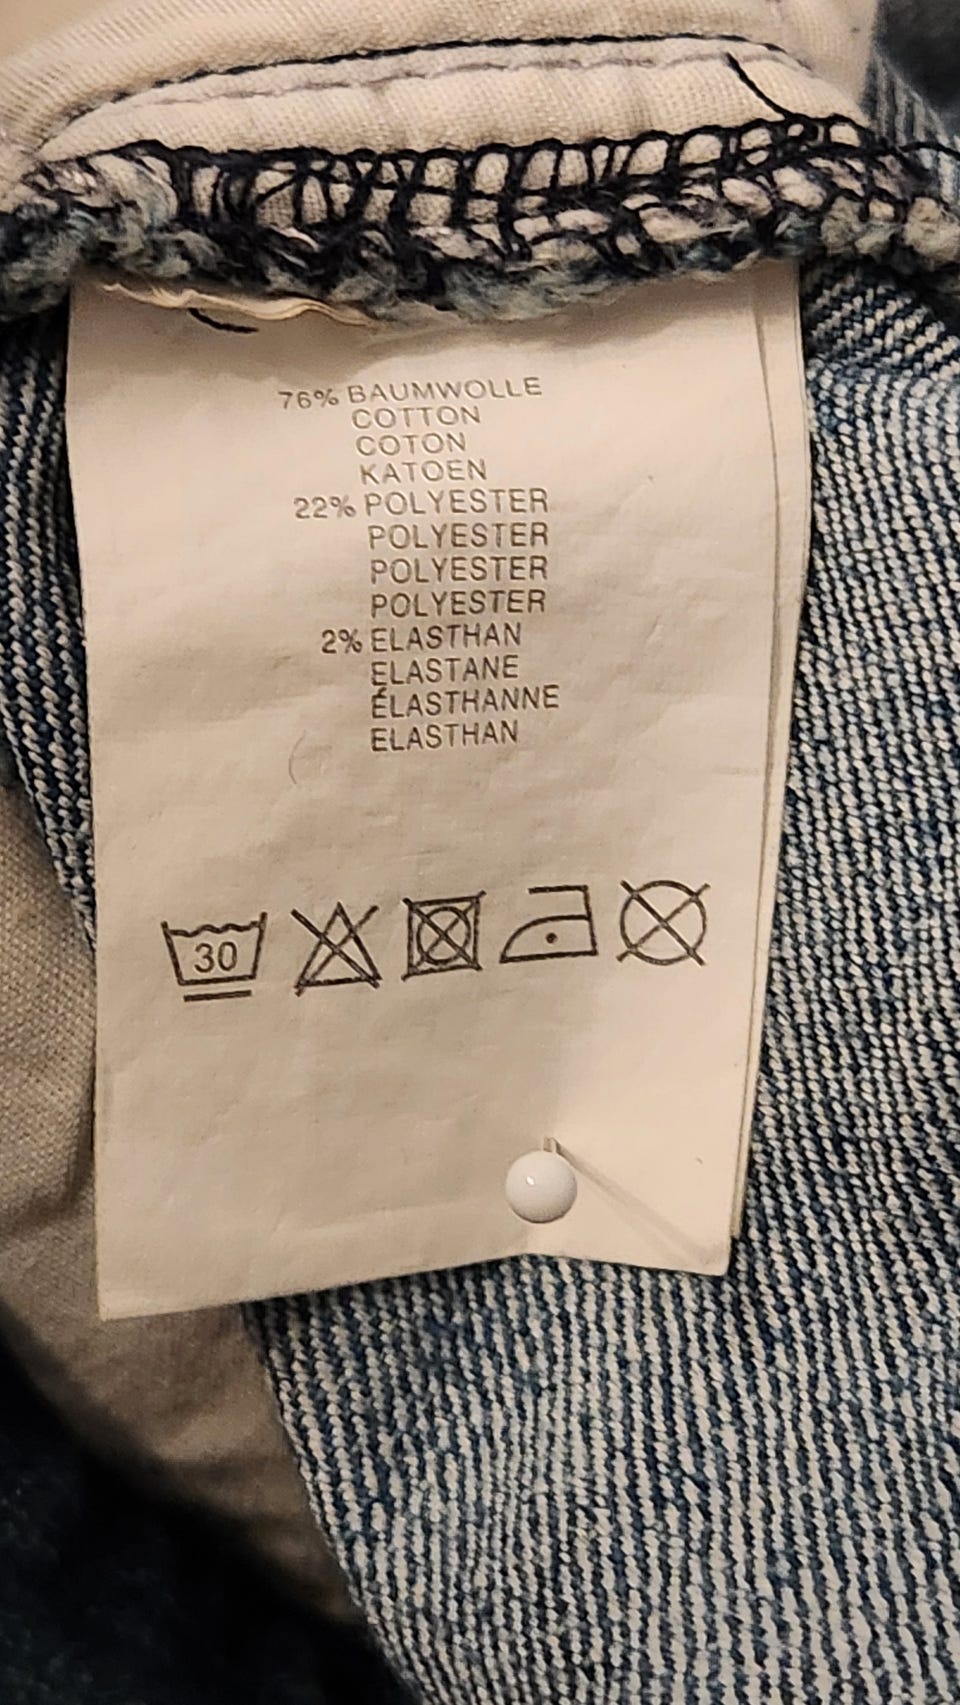 76% BAUMWOLLE
COTTON
COTON
KATOEN
22% POLYESTER
POLYESTER
POLYESTER
POLYESTER
2% ELASTHAN
ELASTANE
ÉLASTHANNE
ELASTHAN
30